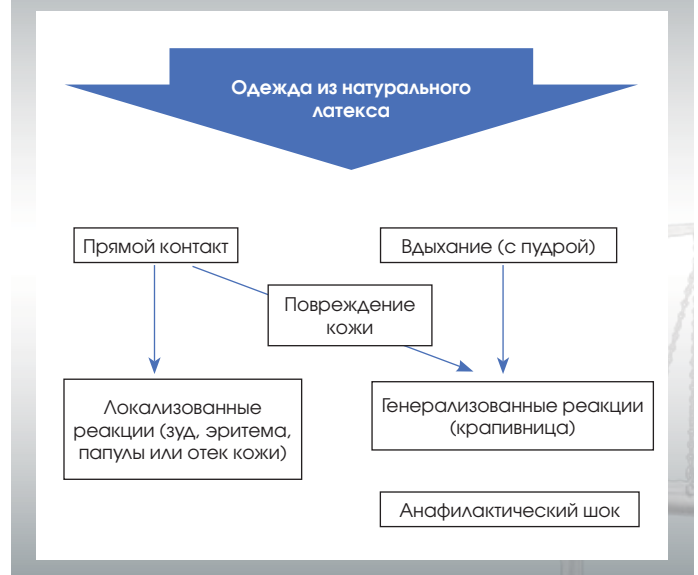 Одежда из натурального
латекса
Прямой контакт
Вдыхание (с пудрой)
Повреждение
кожи
Локализованные
реакции (зуд, эритема,
папулы или отек кожи)
Генерализованные реакции
(крапивница)
Анафилактический шок